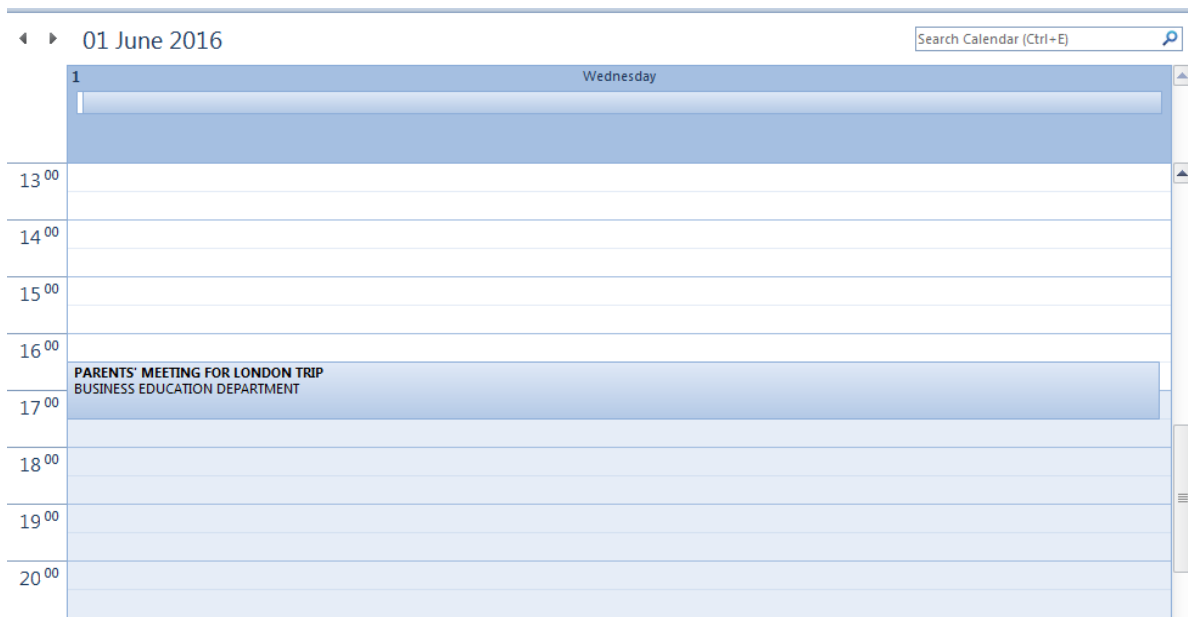 01 June 2016
Search Calendar (Ctrl+E)
1 Wednesday
13 00
14 00
15 00
16 00
PARENTS' MEETING FOR LONDON TRIP
BUSINESS EDUCATION DEPARTMENT
17 00
18 00
19 00
20 00